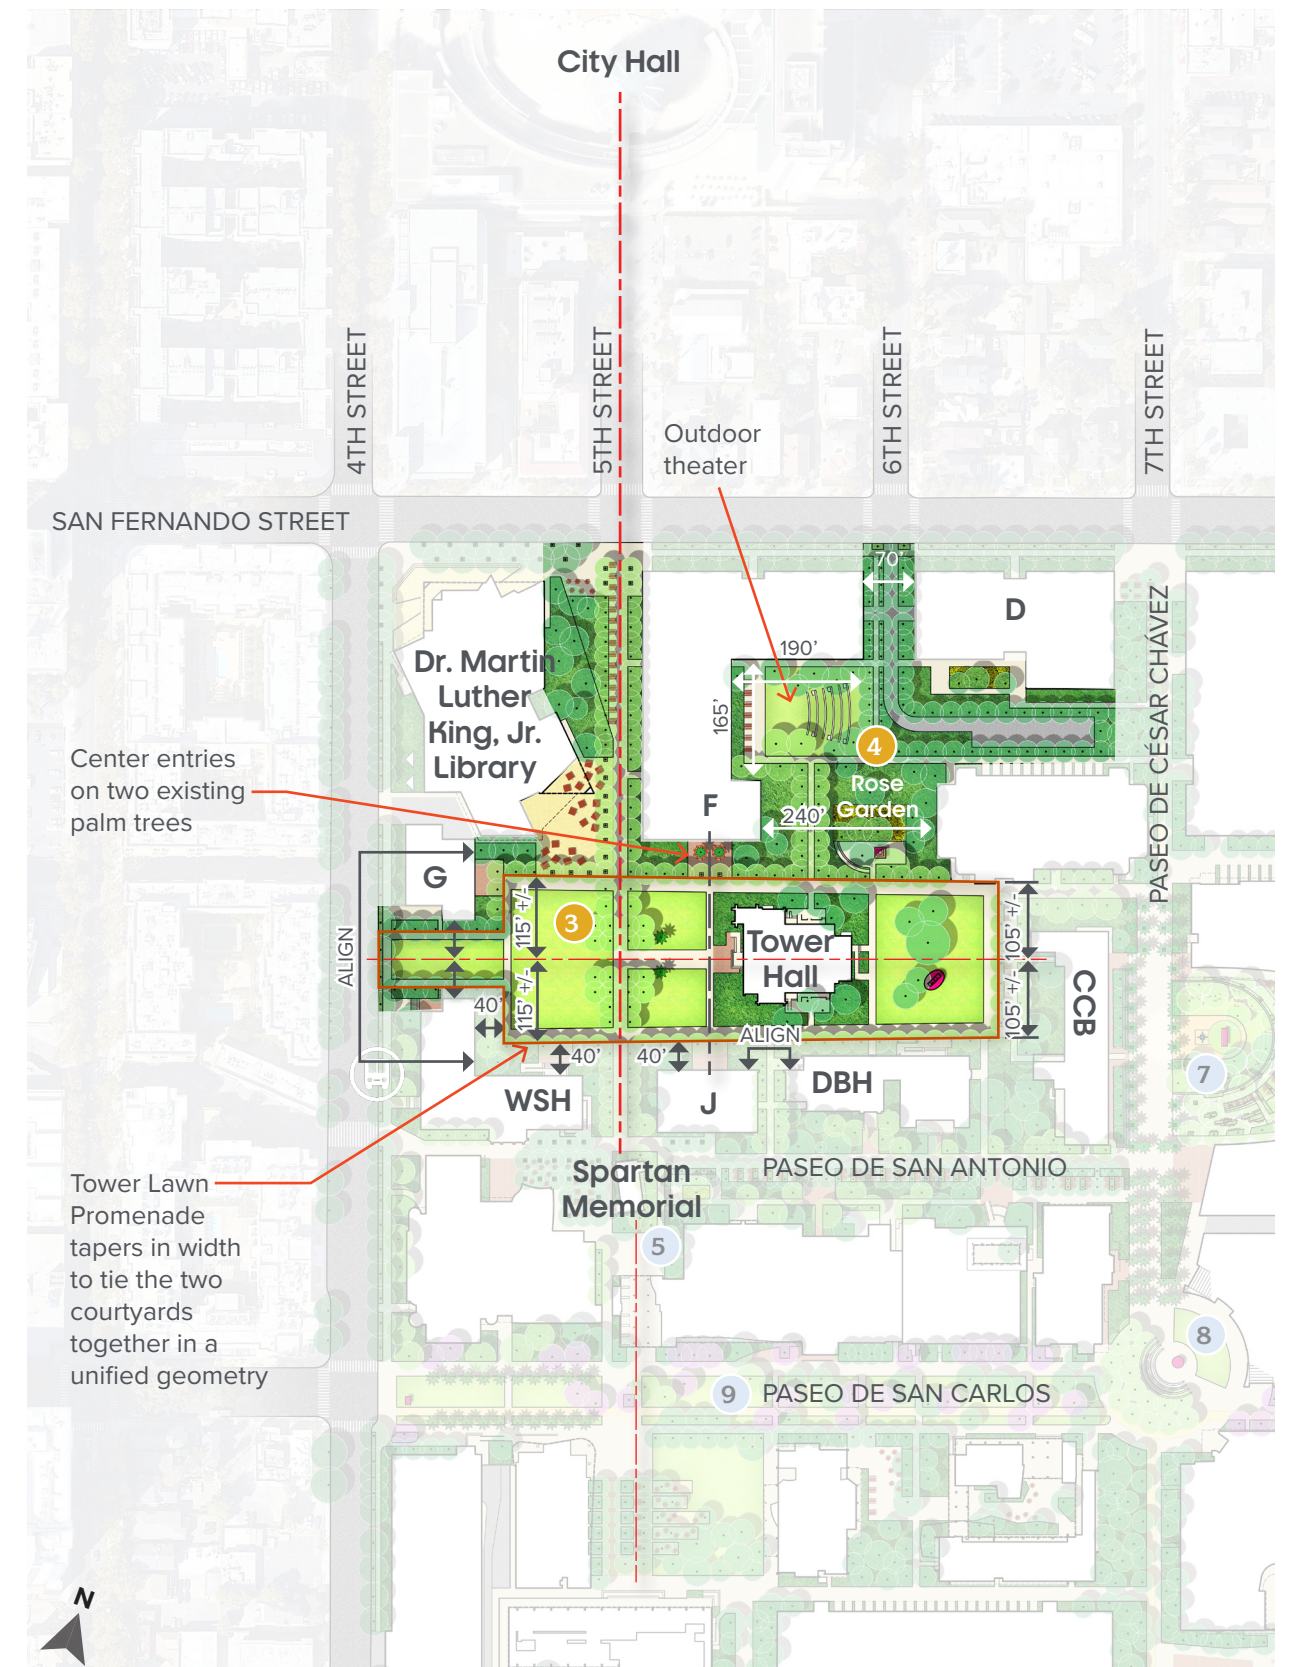 City Hall
4TH STREET
5TH STREET
6TH STREET
7TH STREET
Outdoor
theater
SAN FERNANDO STREET
70'
D
PASEO DE CÉSAR CHÁVEZ
190'
165'
Dr. Martin
Luther
King, Jr.
Library
4
Rose
Garden
Center entries
on two existing
palm trees
F
240'
G
3
115' +/-
115' +/-
Tower
Hall
105' +/-
105' +/-
ALIGN
CCB
40'
40'
40'
ALIGN
WSH
J
DBH
7
Spartan
Memorial
PASEO DE SAN ANTONIO
Tower Lawn
Promenade
tapers in width
to tie the two
courtyards
together in a
unified geometry
5
8
9
PASEO DE SAN CARLOS
N